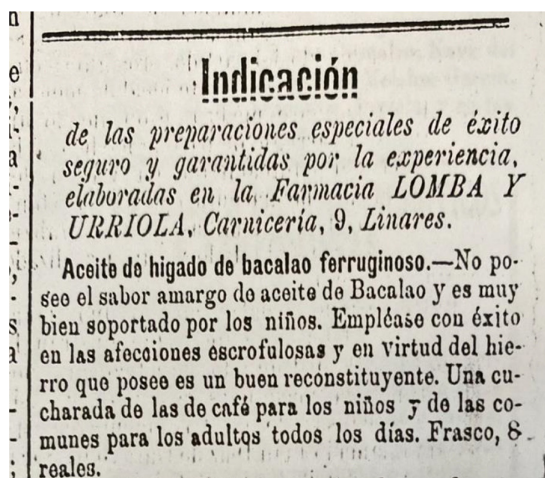 Indicación
de las preparaciones especiales de éxito
seguro y garantidas por la experiencia,
elaboradas en la Farmacia LOMBA Y
URRIOLA, Carnicería, 9, Linares.
Aceite de higado de bacalao ferruginoso.—No po-
see el sabor amargo de aceite de Bacalao y es muy
bien soportado por los niños. Empléase con éxito
en las afecciones escrofulosas y en virtud del hie-
rro que posee es un buen reconstituyente. Una cu-
charada de las de café para los niños y de las co-
munes para los adultos todos los días. Frasco, 8
reales.